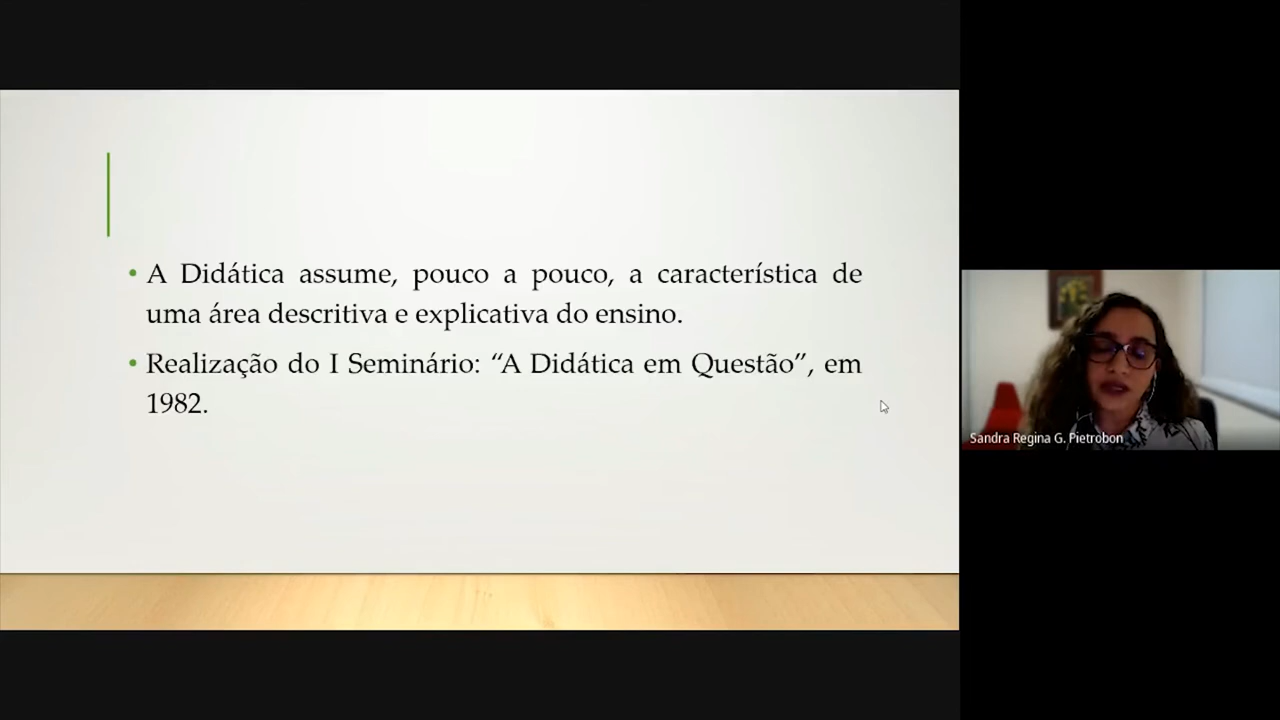 • A Didática assume, pouco a pouco, a característica de
uma área descritiva e explicativa do ensino.
• Realização do I Seminário: “A Didática em Questão”, em
1982.
Sandra Regina G. Pietrobon